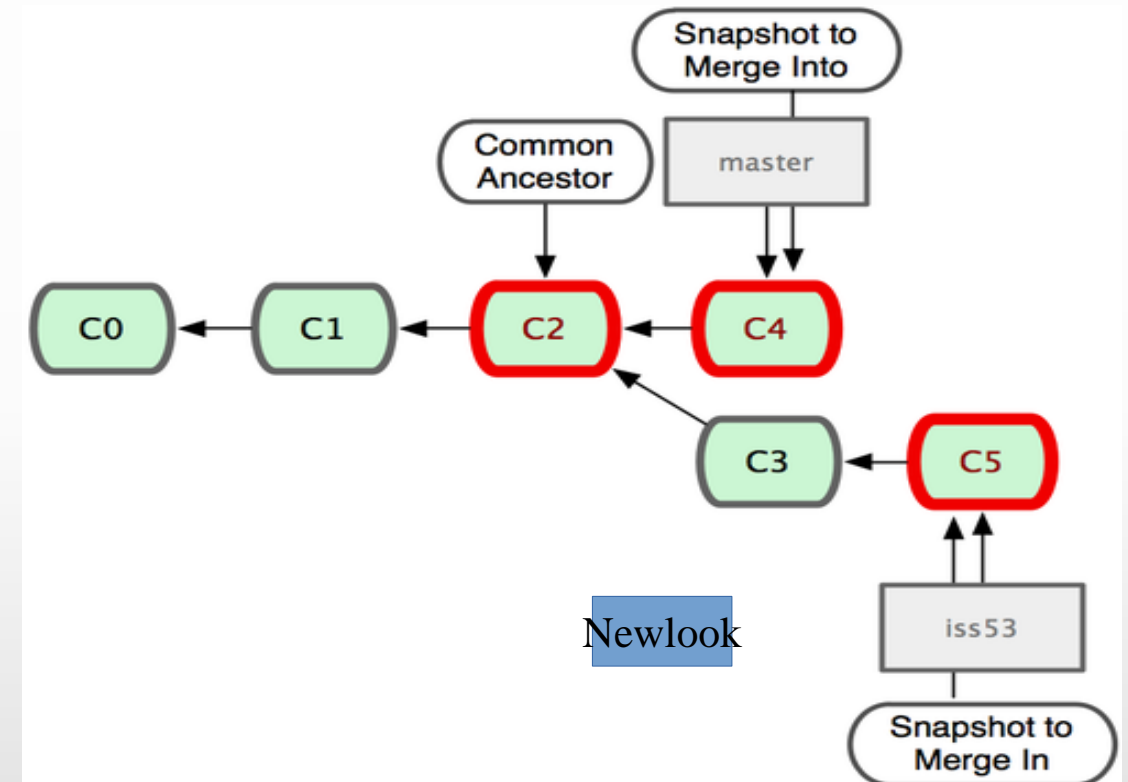 Snapshot to
Merge Into
Common
Ancestor
master
C0
C1
C2
C4
C3
C5
Newlook
iss53
Snapshot to
Merge In